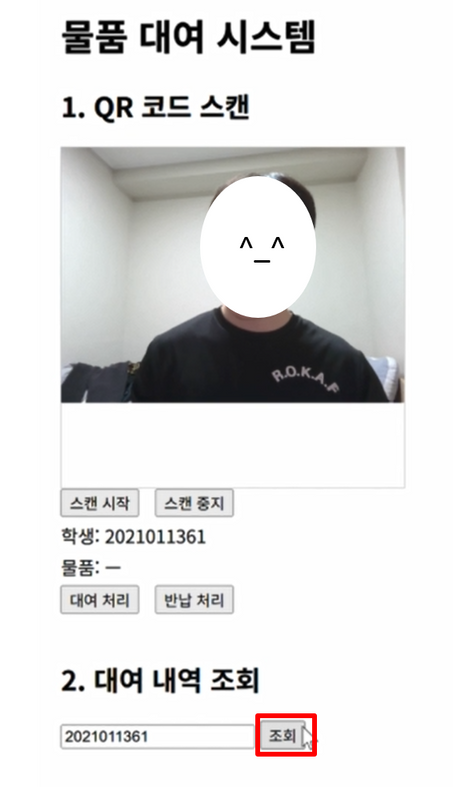 물품 대여 시스템
1. QR 코드 스캔
^_^
R.O.K.A.F
스캔 시작 스캔 중지
학생: 2021011361
물품: —
대여 처리 반납 처리
2. 대여 내역 조회
2021011361 조회